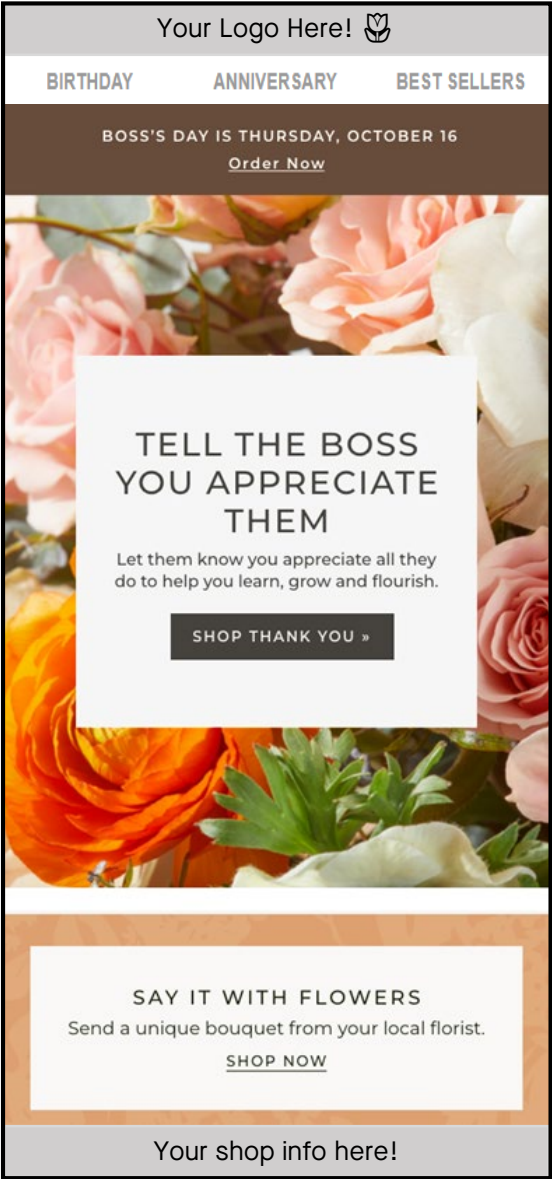 Your Logo Here!
BIRTHDAY ANNIVERSARY BEST SELLERS
BOSS'S DAY IS THURSDAY, OCTOBER 16
Order Now
TELL THE BOSS
YOU APPRECIATE
THEM
Let them know you appreciate all they
do to help you learn, grow and flourish.
SHOP THANK YOU »
SAY IT WITH FLOWERS
Send a unique bouquet from your local florist.
SHOP NOW
Your shop info here!